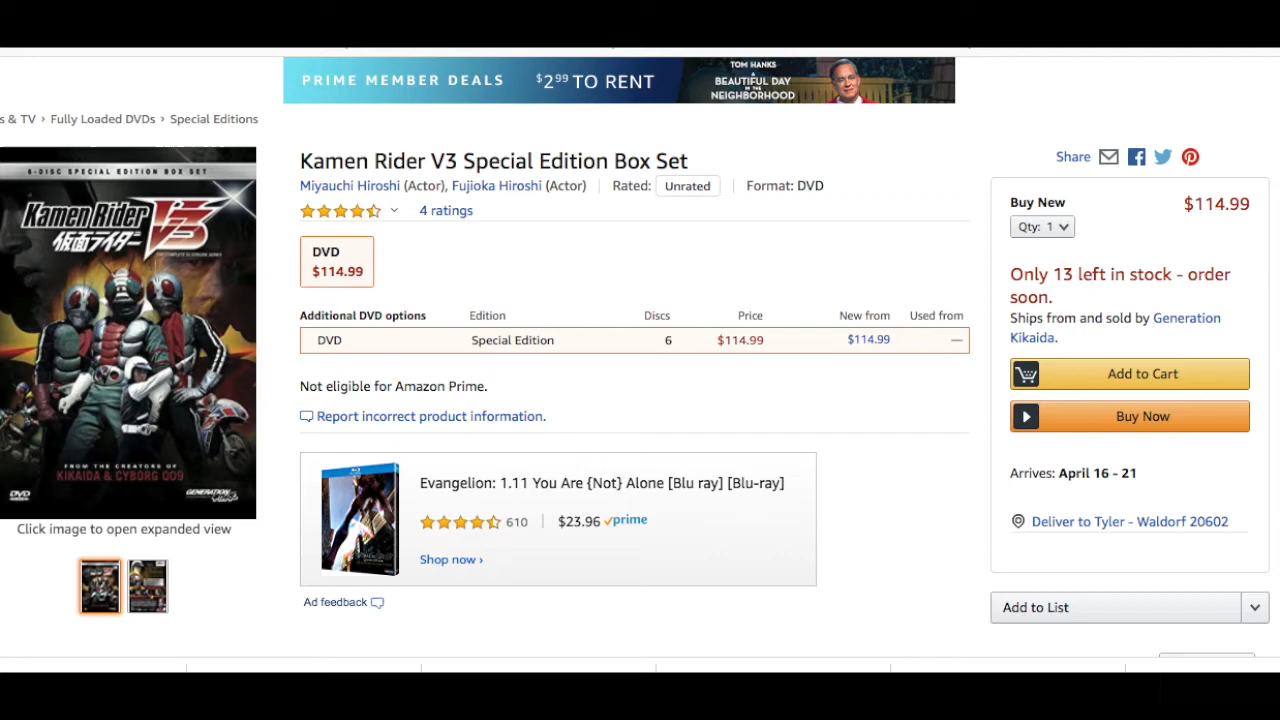 PRIME MEMBER DEALS $2.99 TO RENT
TOM HANKS
A
BEAUTIFUL DAY
IN THE
NEIGHBORHOOD
s & TV › Fully Loaded DVDs › Special Editions
6-DISC SPECIAL EDITION BOX SET
Kamen Rider V3
仮面ライダー
FROM THE CREATORS OF
KIKAIDA & CYBORG 009
DVD
GENERATION
Click image to open expanded view
Kamen Rider V3 Special Edition Box Set
Miyauchi Hiroshi (Actor), Fujioka Hiroshi (Actor) Rated: Unrated Format: DVD
4 ratings
DVD
$114.99
Additional DVD options Edition Discs Price New from Used from
DVD Special Edition 6 $114.99 $114.99 —
Not eligible for Amazon Prime.
Report incorrect product information.
Evangelion: 1.11 You Are {Not} Alone [Blu ray] [Blu-ray]
610 $23.96 prime
Shop now ›
Ad feedback
Share
Buy New $114.99
Qty: 1
Only 13 left in stock - order
soon.
Ships from and sold by Generation
Kikaida.
Add to Cart
Buy Now
Arrives: April 16 - 21
Deliver to Tyler - Waldorf 20602
Add to List